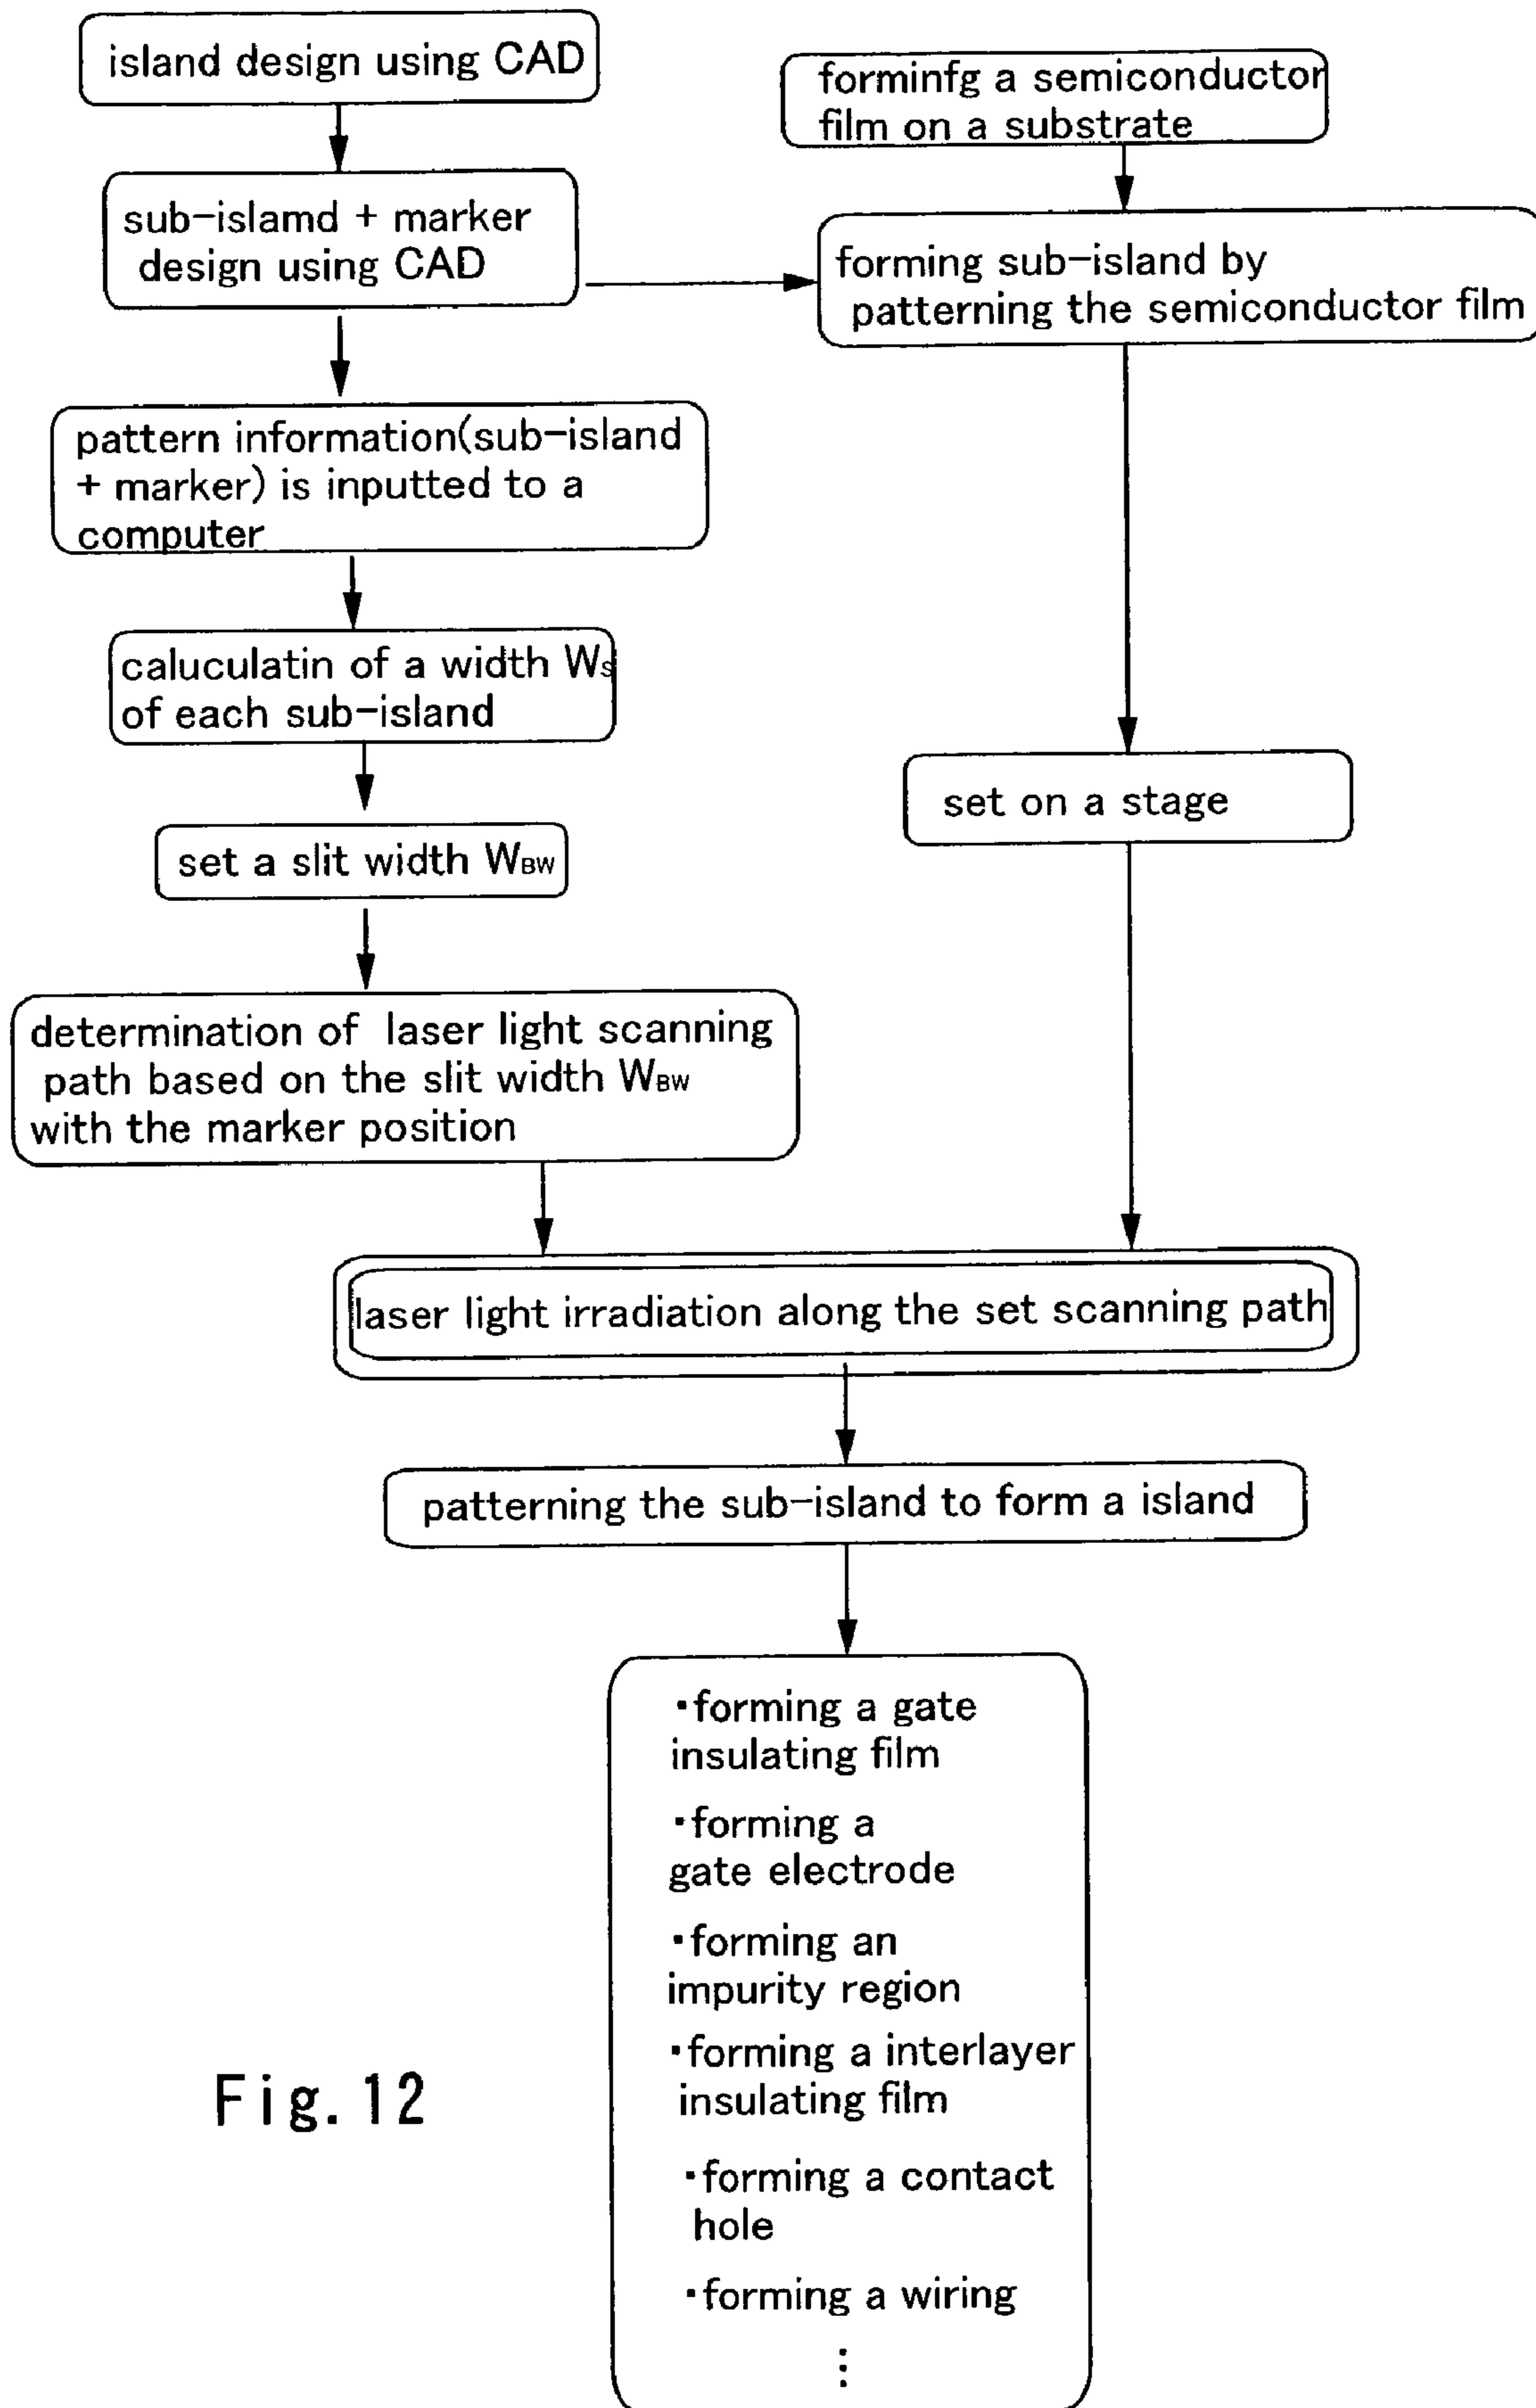 island design using CAD
forminfg a semiconductor
film on a substrate
sub-islamd + marker
design using CAD
forming sub-island by
patterning the semiconductor film
pattern information(sub-island
+ marker) is inputted to a
computer
caluculatin of a width Ws
of each sub-island
set on a stage
set a slit width WBW
determination of laser light scanning
path based on the slit width WBW
with the marker position
laser light irradiation along the set scanning path
patterning the sub-island to form a island
・forming a gate
insulating film
・forming a
gate electrode
・forming an
impurity region
・forming a interlayer
insulating film
・forming a contact
hole
・forming a wiring
⋮
Fig.12